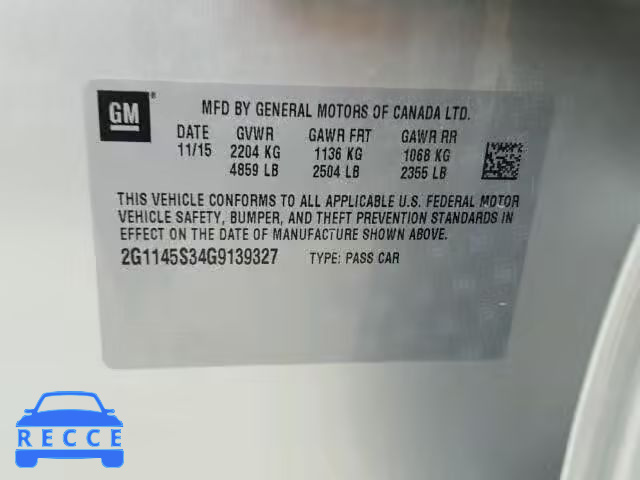 GM
MFD BY GENERAL MOTORS OF CANADA LTD.
DATE GVWR GAWR FRT GAWR RR
11/15 2204 KG 1136 KG 1068 KG
4859 LB 2504 LB 2355 LB
THIS VEHICLE CONFORMS TO ALL APPLICABLE U.S. FEDERAL MOTOR
VEHICLE SAFETY, BUMPER, AND THEFT PREVENTION STANDARDS IN
EFFECT ON THE DATE OF MANUFACTURE SHOWN ABOVE.
2G1145S34G9139327 TYPE: PASS CAR
RECCE